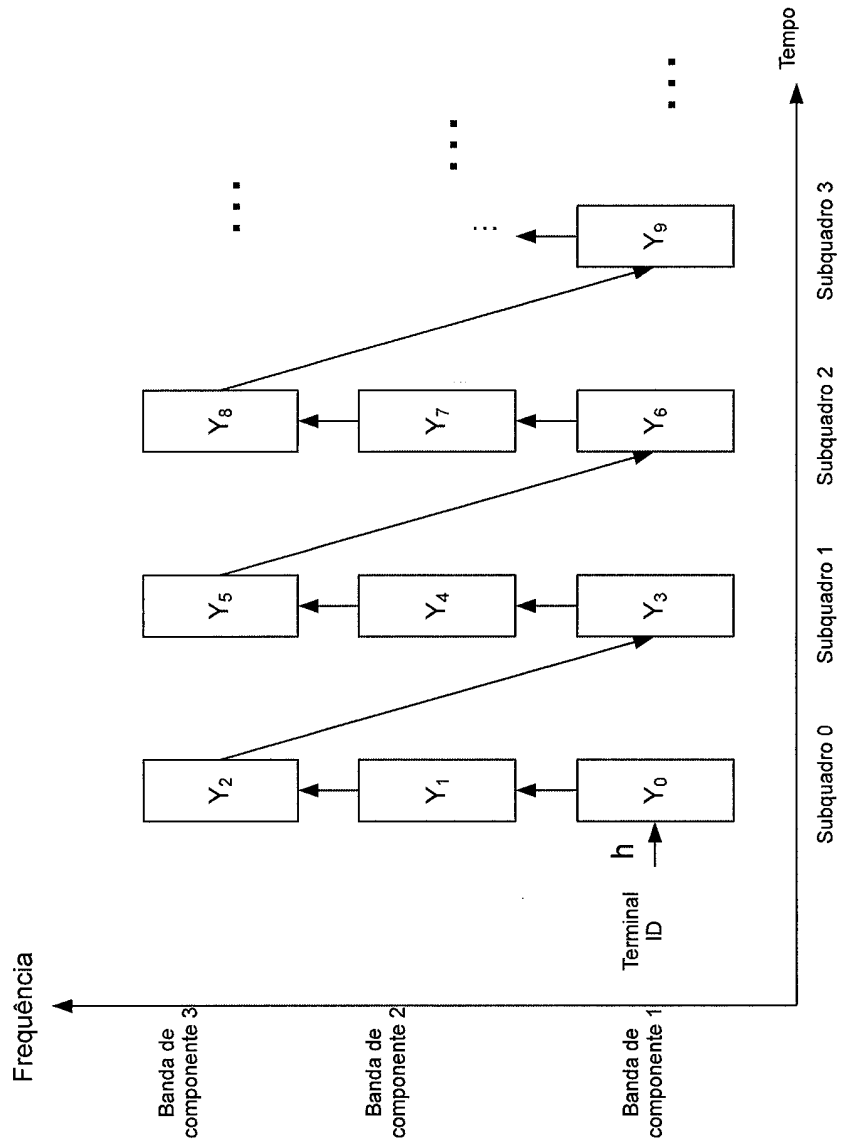 Frequência
Banda de
componente 3
Y2
Y5
Y8
...
Banda de
componente 2
Y1
Y4
Y7
...
...
Banda de
componente 1
Terminal
ID
h
Y0
Y3
Y6
Y9
...
Subquadro 0
Subquadro 1
Subquadro 2
Subquadro 3
Tempo